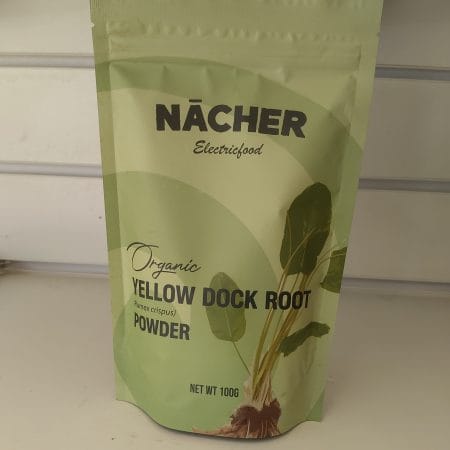 NĀCHER
Electricfood
Organic
YELLOW DOCK ROOT
(Rumex crispus)
POWDER
NET WT 100G